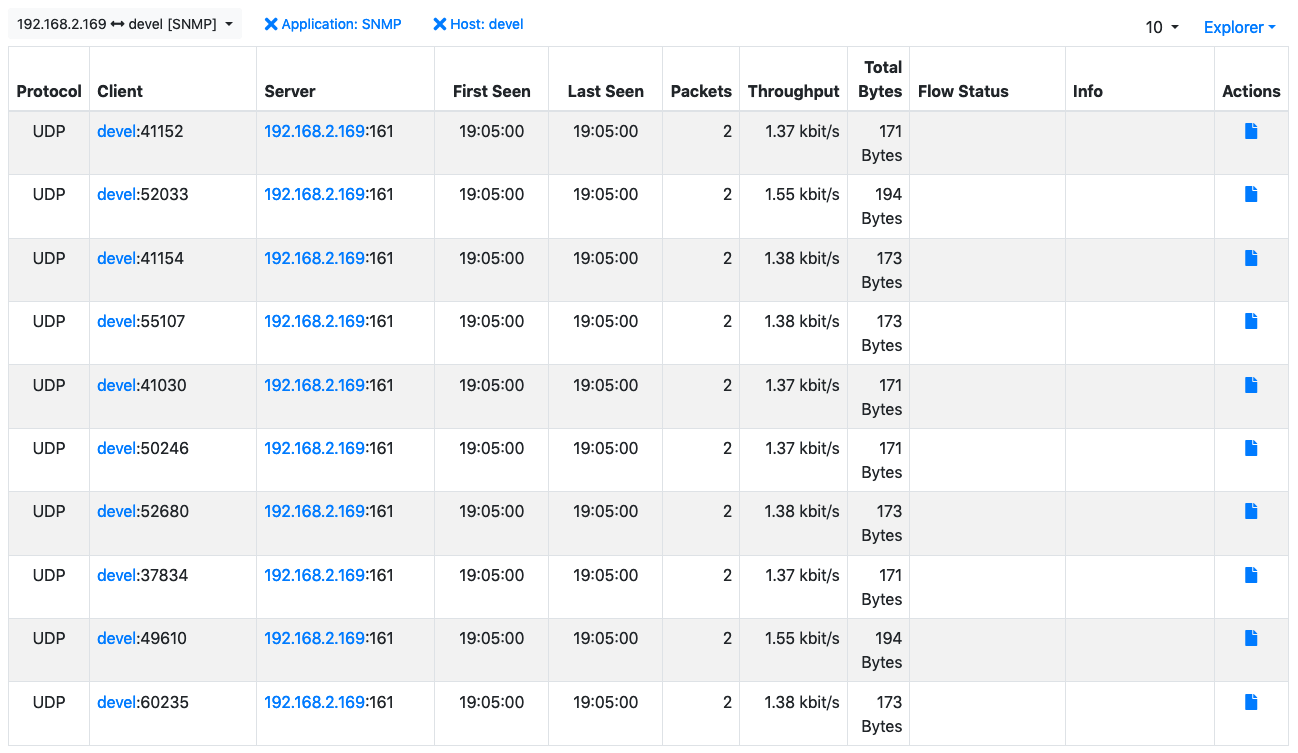 192.168.2.169 ↔ devel [SNMP] Application: SNMP Host: devel 10 Explorer
Protocol Client Server First Seen Last Seen Packets Throughput Total Bytes Flow Status Info Actions
UDP devel:41152 192.168.2.169:161 19:05:00 19:05:00 2 1.37 kbit/s 171
Bytes
UDP devel:52033 192.168.2.169:161 19:05:00 19:05:00 2 1.55 kbit/s 194
Bytes
UDP devel:41154 192.168.2.169:161 19:05:00 19:05:00 2 1.38 kbit/s 173
Bytes
UDP devel:55107 192.168.2.169:161 19:05:00 19:05:00 2 1.38 kbit/s 173
Bytes
UDP devel:41030 192.168.2.169:161 19:05:00 19:05:00 2 1.37 kbit/s 171
Bytes
UDP devel:50246 192.168.2.169:161 19:05:00 19:05:00 2 1.37 kbit/s 171
Bytes
UDP devel:52680 192.168.2.169:161 19:05:00 19:05:00 2 1.38 kbit/s 173
Bytes
UDP devel:37834 192.168.2.169:161 19:05:00 19:05:00 2 1.37 kbit/s 171
Bytes
UDP devel:49610 192.168.2.169:161 19:05:00 19:05:00 2 1.55 kbit/s 194
Bytes
UDP devel:60235 192.168.2.169:161 19:05:00 19:05:00 2 1.38 kbit/s 173
Bytes